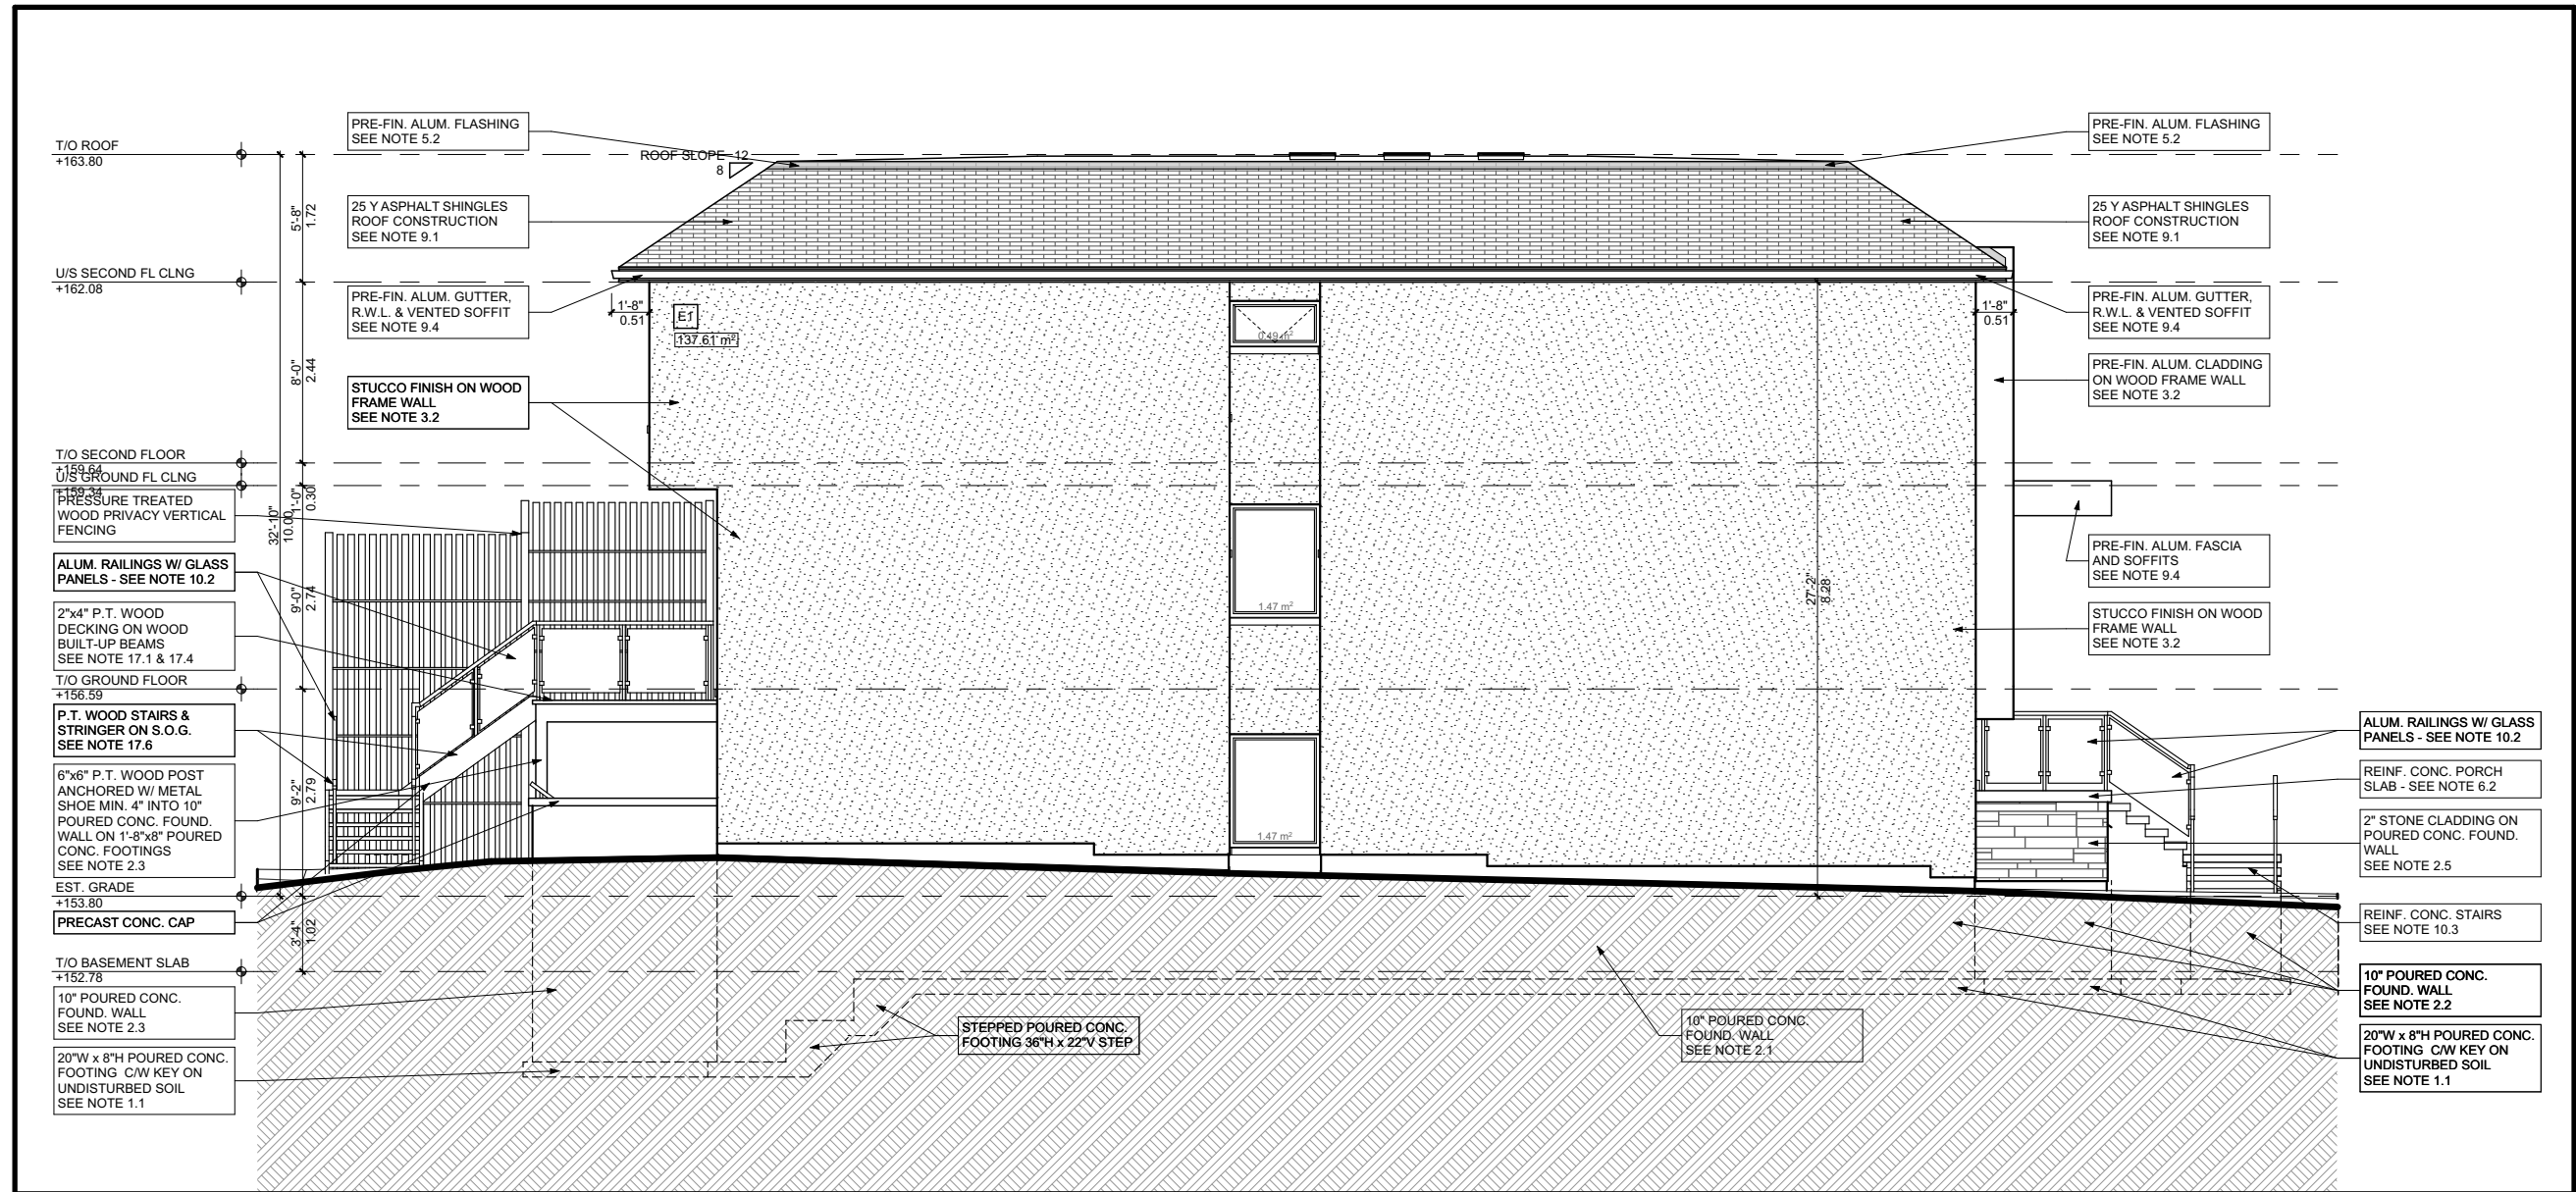 PRE-FIN. ALUM. FLASHING
SEE NOTE 5.2
T/O ROOF
+163.80
ROOF SLOPE 12
8
25 Y ASPHALT SHINGLES
ROOF CONSTRUCTION
SEE NOTE 9.1
5'-8"
1.72
U/S SECOND FL CLNG
+162.08
PRE-FIN. ALUM. GUTTER,
R.W.L. & VENTED SOFFIT
SEE NOTE 9.4
1'-8"
0.51
E1
137.61 m²
8'-0"
2.44
STUCCO FINISH ON WOOD
FRAME WALL
SEE NOTE 3.2
T/O SECOND FLOOR
+159.64
U/S GROUND FL CLNG
+159.34
1'-0"
0.30
32'-10"
10.00
PRESSURE TREATED
WOOD PRIVACY VERTICAL
FENCING
ALUM. RAILINGS W/ GLASS
PANELS - SEE NOTE 10.2
9'-0"
2.74
2"x4" P.T. WOOD
DECKING ON WOOD
BUILT-UP BEAMS
SEE NOTE 17.1 & 17.4
T/O GROUND FLOOR
+156.59
P.T. WOOD STAIRS &
STRINGER ON S.O.G.
SEE NOTE 17.6
6"x6" P.T. WOOD POST
ANCHORED W/ METAL
SHOE MIN. 4" INTO 10"
POURED CONC. FOUND.
WALL ON 1'-8"x8" POURED
CONC. FOOTINGS
SEE NOTE 2.3
9'-2"
2.79
EST. GRADE
+153.80
PRECAST CONC. CAP
3'-4"
1.02
T/O BASEMENT SLAB
+152.78
10" POURED CONC.
FOUND. WALL
SEE NOTE 2.3
20"W x 8"H POURED CONC.
FOOTING C/W KEY ON
UNDISTURBED SOIL
SEE NOTE 1.1
0.49 m²
1.47 m²
1.47 m²
27'-2"
8.28
STEPPED POURED CONC.
FOOTING 36"H x 22"V STEP
10" POURED CONC.
FOUND. WALL
SEE NOTE 2.1
PRE-FIN. ALUM. FLASHING
SEE NOTE 5.2
25 Y ASPHALT SHINGLES
ROOF CONSTRUCTION
SEE NOTE 9.1
PRE-FIN. ALUM. GUTTER,
R.W.L. & VENTED SOFFIT
SEE NOTE 9.4
1'-8"
0.51
PRE-FIN. ALUM. CLADDING
ON WOOD FRAME WALL
SEE NOTE 3.2
PRE-FIN. ALUM. FASCIA
AND SOFFITS
SEE NOTE 9.4
STUCCO FINISH ON WOOD
FRAME WALL
SEE NOTE 3.2
ALUM. RAILINGS W/ GLASS
PANELS - SEE NOTE 10.2
REINF. CONC. PORCH
SLAB - SEE NOTE 6.2
2" STONE CLADDING ON
POURED CONC. FOUND.
WALL
SEE NOTE 2.5
REINF. CONC. STAIRS
SEE NOTE 10.3
10" POURED CONC.
FOUND. WALL
SEE NOTE 2.2
20"W x 8"H POURED CONC.
FOOTING C/W KEY ON
UNDISTURBED SOIL
SEE NOTE 1.1